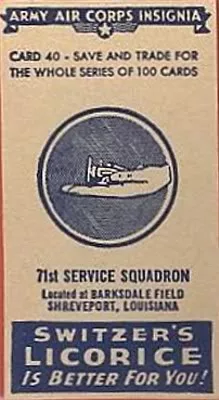 ARMY AIR CORPS INSIGNIA
CARD 40 - SAVE AND TRADE FOR
THE WHOLE SERIES OF 100 CARDS
71st SERVICE SQUADRON
Located at BARKSDALE FIELD
SHREVEPORT, LOUISIANA
SWITZER'S
LICORICE
IS BETTER FOR YOU!